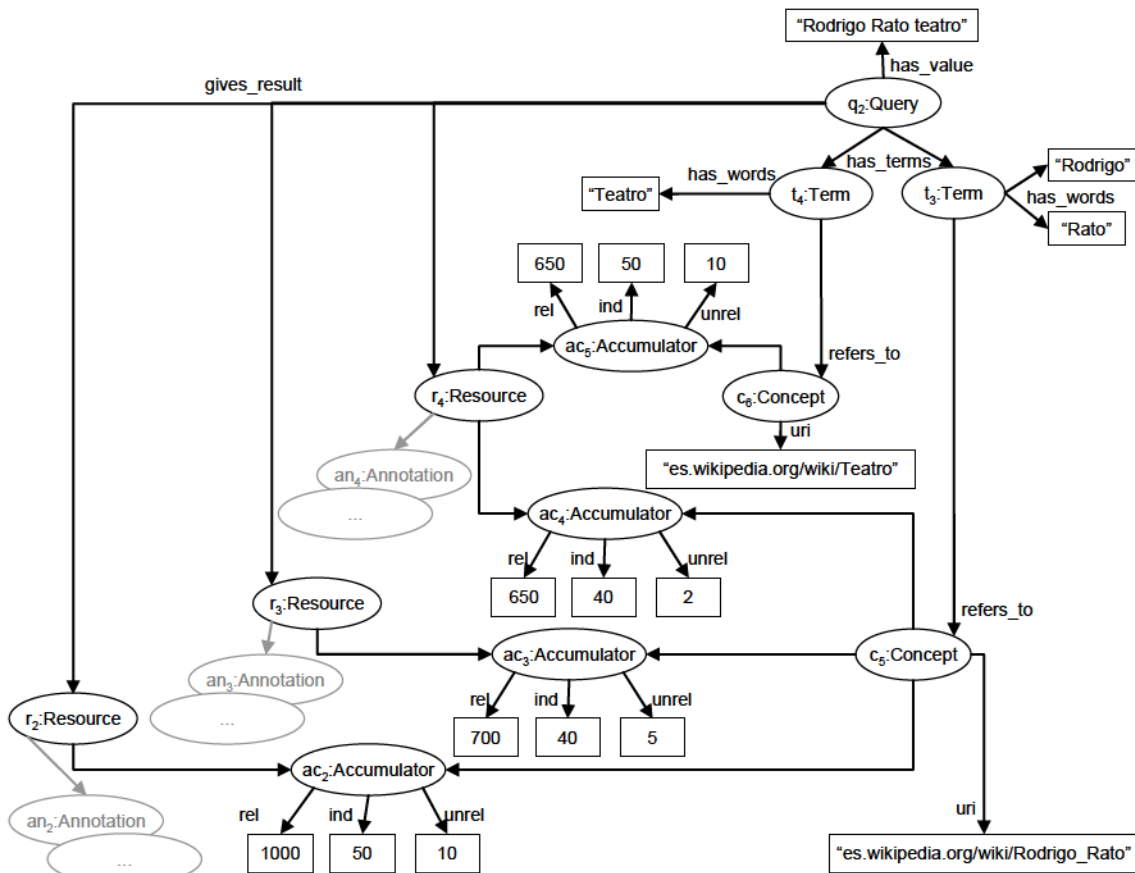 “Rodrigo Rato teatro”
has_value
gives_result
q2:Query
has_terms
“Rodrigo”
has_words
“Teatro”
t4:Term
t3:Term
has_words
“Rato”
650
50
10
rel
ind
unrel
ac5:Accumulator
refers_to
r4:Resource
c6:Concept
uri
an4:Annotation
“es.wikipedia.org/wiki/Teatro”
...
ac4:Accumulator
rel
ind
unrel
650
40
2
r3:Resource
refers_to
ac3:Accumulator
c5:Concept
an3:Annotation
rel
ind
unrel
...
r2:Resource
700
40
5
ac2:Accumulator
rel
ind
unrel
uri
an2:Annotation
...
1000
50
10
“es.wikipedia.org/wiki/Rodrigo_Rato”